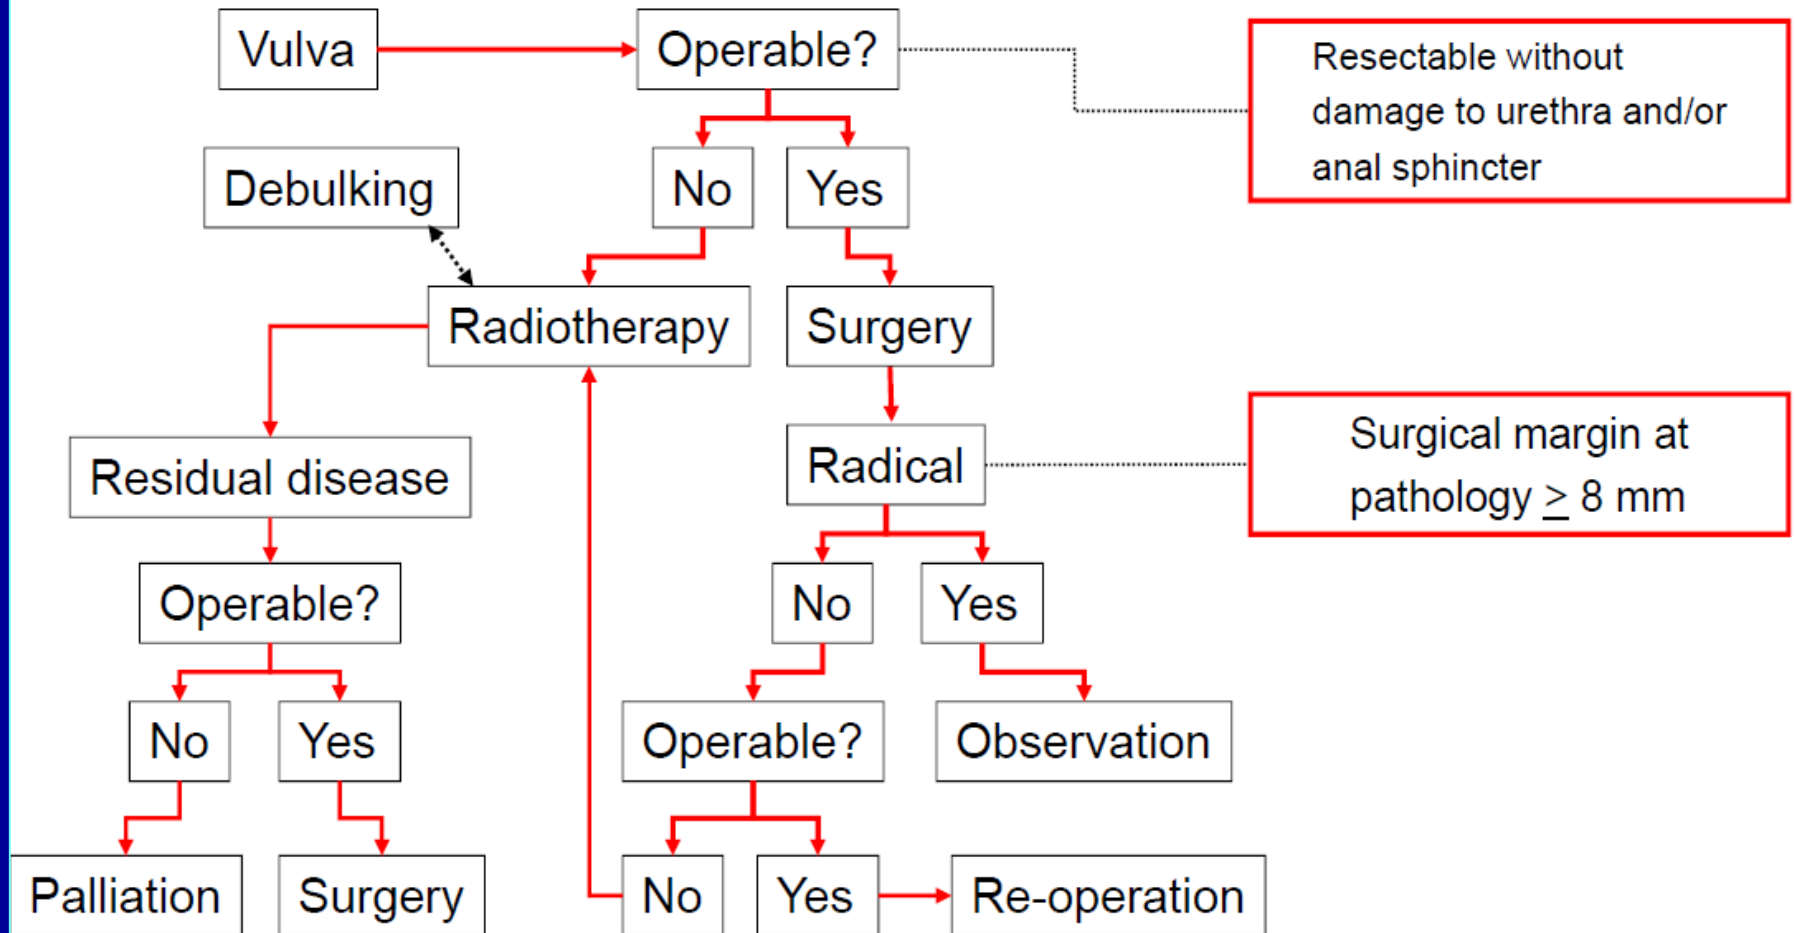 Vulva
Operable?
Resectable without
damage to urethra and/or
anal sphincter
Debulking
No
Yes
Radiotherapy
Surgery
Surgical margin at
pathology ≥ 8 mm
Residual disease
Radical
Operable?
No
Yes
No
Yes
Operable?
Observation
Palliation
Surgery
No
Yes
Re-operation